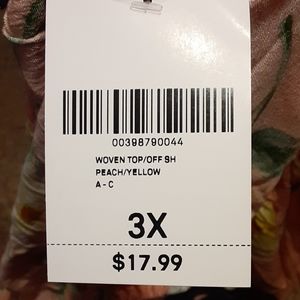 00398790044
WOVEN TOP/OFF SH
PEACH/YELLOW
A - C
3X
$17.99